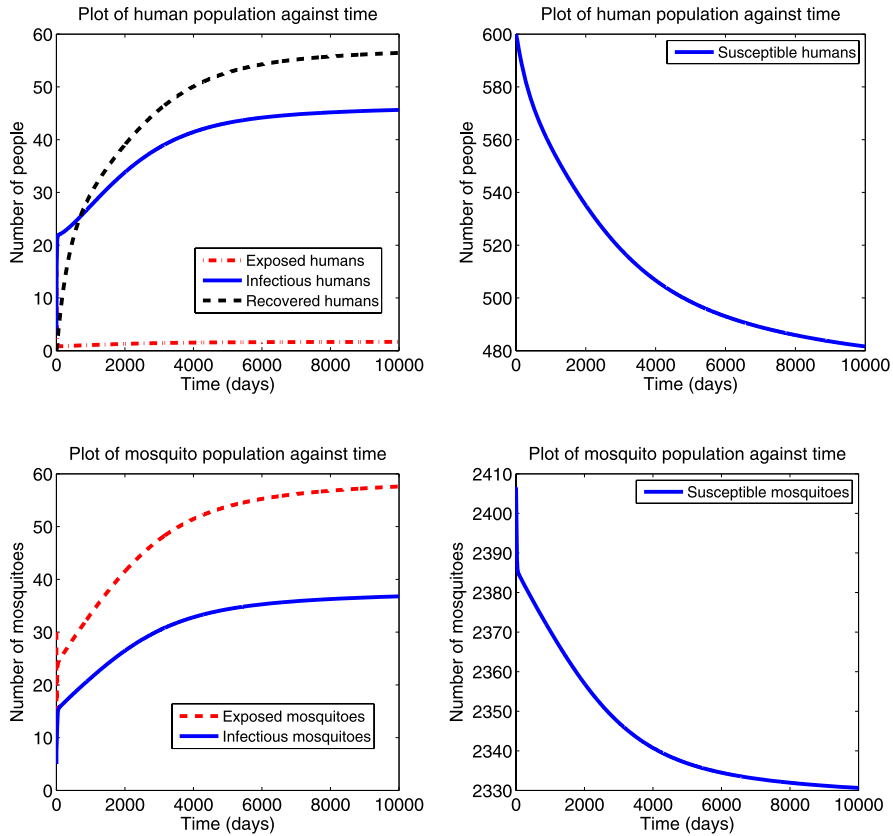 Plot of human population against time
60
50
40
30
20
10
0
Number of people
Exposed humans
Infectious humans
Recovered humans
0 2000 4000 6000 8000 10000
Time (days)
Plot of human population against time
600
580
560
540
520
500
480
Number of people
Susceptible humans
0 2000 4000 6000 8000 10000
Time (days)
Plot of mosquito population against time
60
50
40
30
20
10
0
Number of mosquitoes
Exposed mosquitoes
Infectious mosquitoes
0 2000 4000 6000 8000 10000
Time (days)
Plot of mosquito population against time
2410
2400
2390
2380
2370
2360
2350
2340
2330
Number of mosquitoes
Susceptible mosquitoes
0 2000 4000 6000 8000 10000
Time (days)